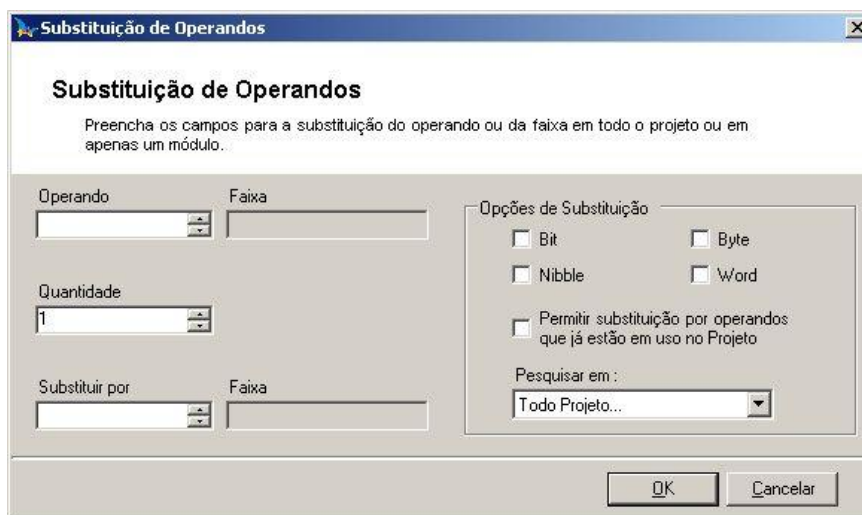 Substituição de Operandos
Substituição de Operandos
Preencha os campos para a substituição do operando ou da faixa em todo o projeto ou em
apenas um módulo.
Operando Faixa
Opções de Substituição
Bit Byte
Nibble Word
Quantidade
1
Permitir substituição por operandos
que já estão em uso no Projeto
Substituir por Faixa
Pesquisar em :
Todo Projeto...
OK Cancelar